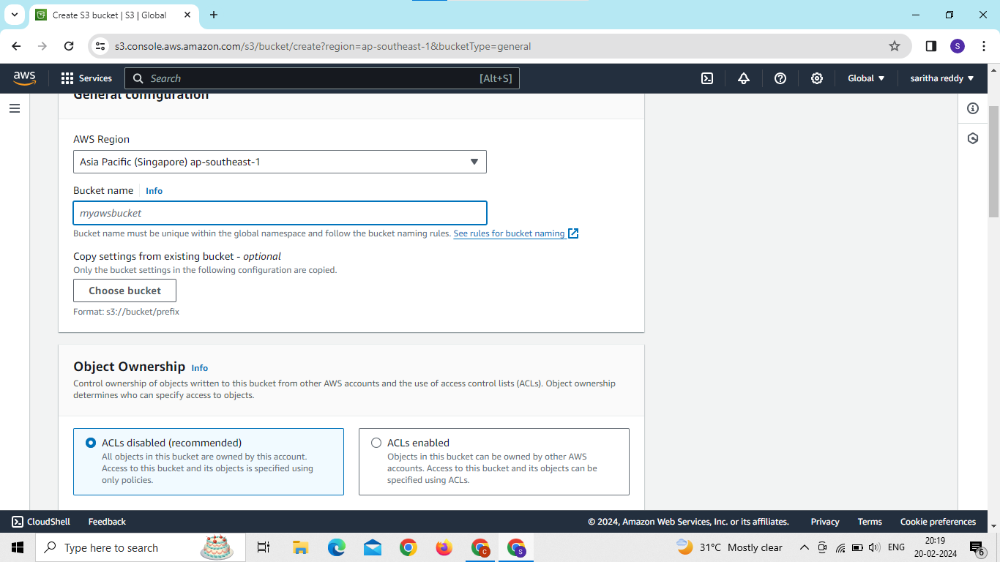 Create S3 bucket | S3 | Global
s3.console.aws.amazon.com/s3/bucket/create?region=ap-southeast-1&bucketType=general
S
aws
Services
Search
[Alt+S]
Global
saritha reddy
General configuration
AWS Region
Asia Pacific (Singapore) ap-southeast-1
Bucket name
Info
myawsbucket
Bucket name must be unique within the global namespace and follow the bucket naming rules. See rules for bucket naming
Copy settings from existing bucket - optional
Only the bucket settings in the following configuration are copied.
Choose bucket
Format: s3://bucket/prefix
Object Ownership Info
Control ownership of objects written to this bucket from other AWS accounts and the use of access control lists (ACLs). Object ownership
determines who can specify access to objects.
ACLs disabled (recommended)
All objects in this bucket are owned by this account.
Access to this bucket and its objects is specified using
only policies.
ACLs enabled
Objects in this bucket can be owned by other AWS
accounts. Access to this bucket and its objects can be
specified using ACLs.
CloudShell
Feedback
© 2024, Amazon Web Services, Inc. or its affiliates.
Privacy
Terms
Cookie preferences
Type here to search
C
S
31°C Mostly clear
ENG
20:19
20-02-2024
6